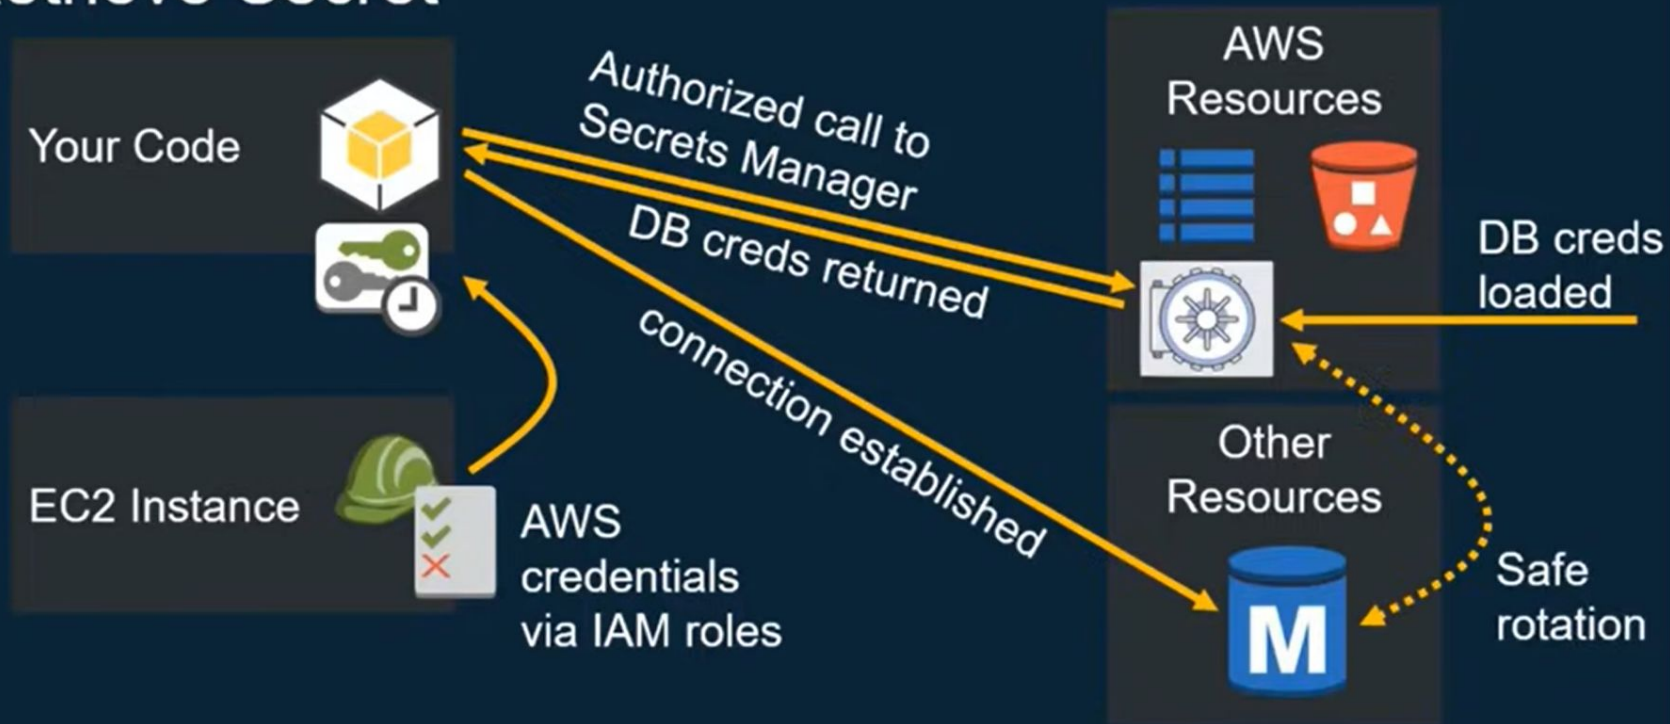 Secret
Your Code
Authorized call to
Secrets Manager
DB creds returned
connection established
EC2 Instance
AWS
credentials
via IAM roles
AWS
Resources
DB creds
loaded
Other
Resources
M
Safe
rotation